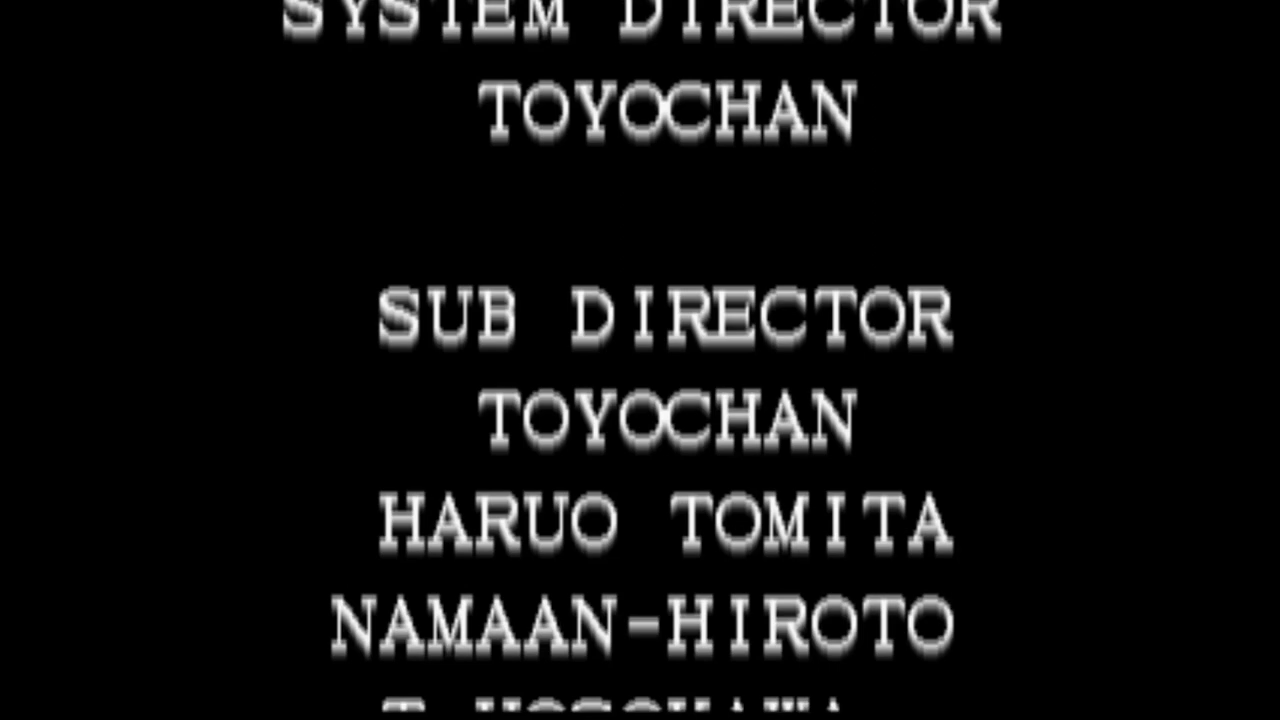 SYSTEM DIRECTOR
TOYOCHAN
SUB DIRECTOR
TOYOCHAN
HARUO TOMITA
NAMAAN-HIROTO